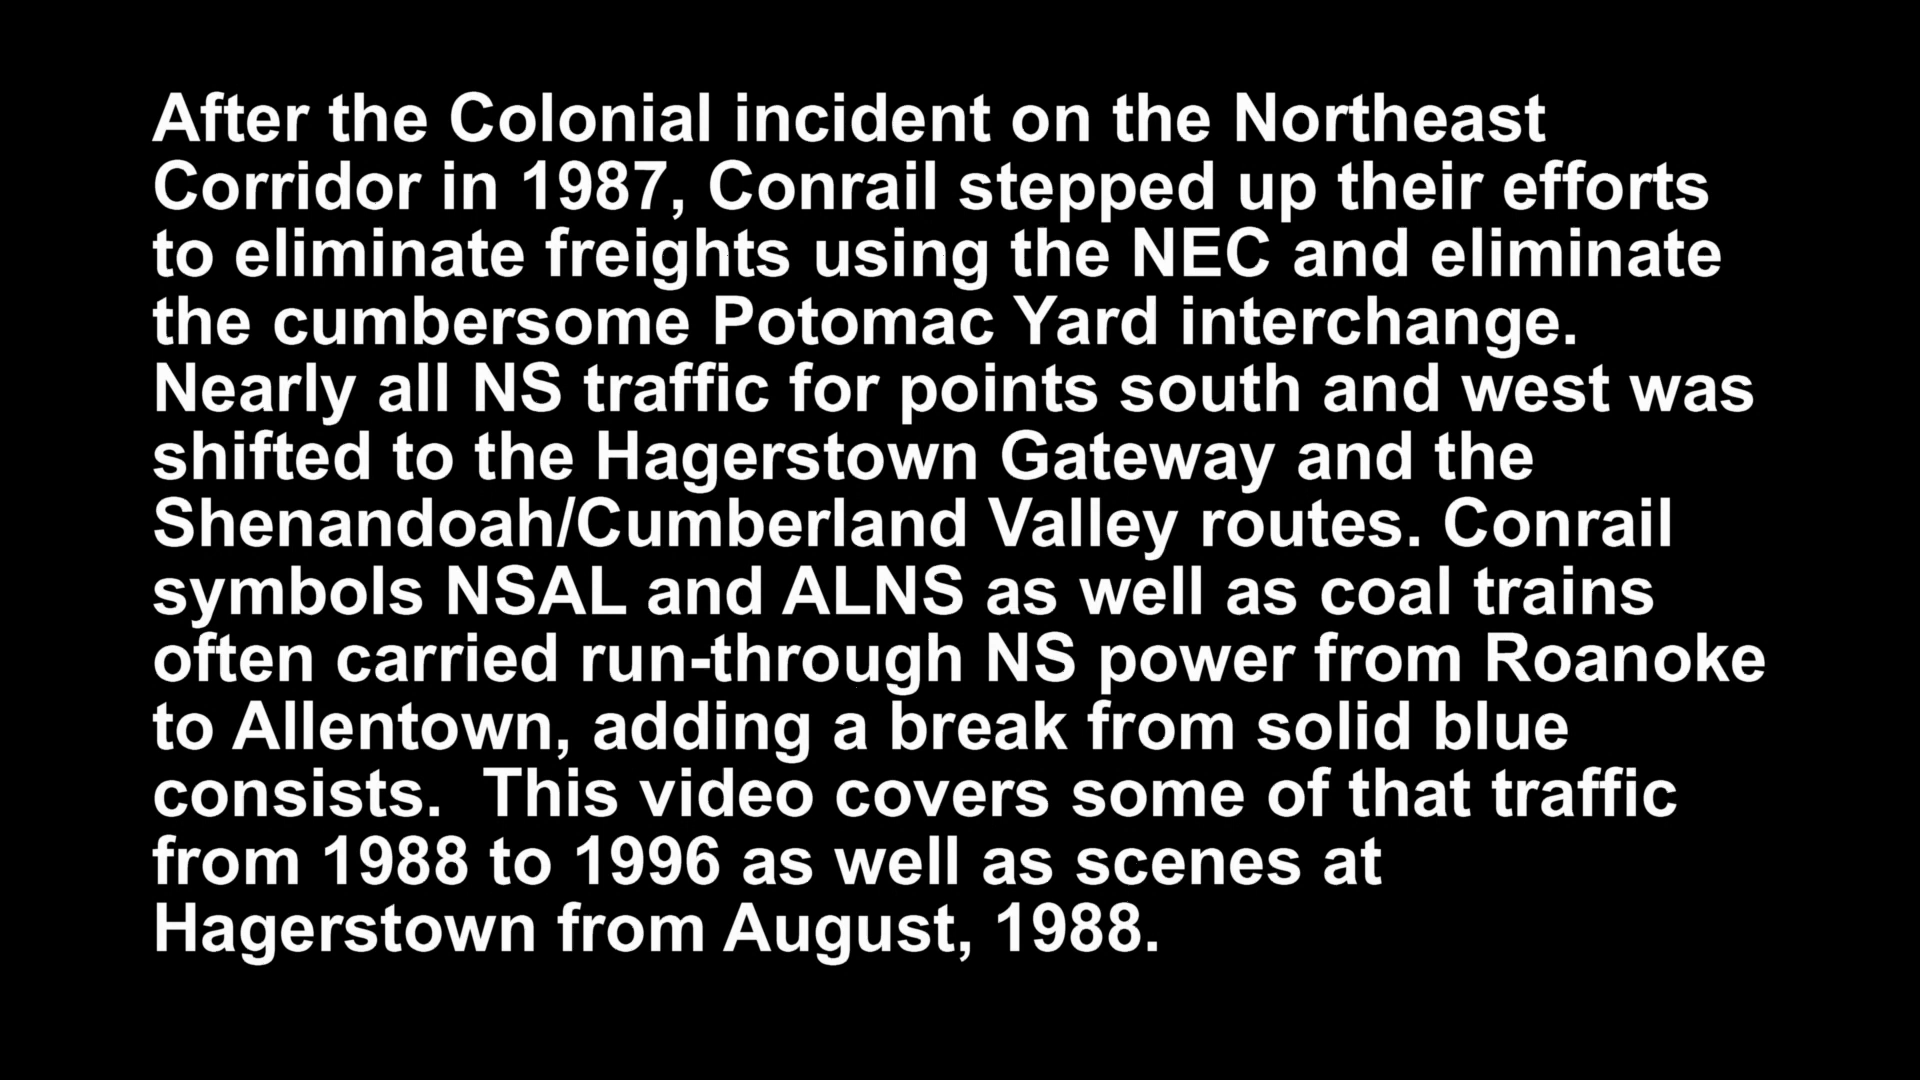 After the Colonial incident on the Northeast
Corridor in 1987, Conrail stepped up their efforts
to eliminate freights using the NEC and eliminate
the cumbersome Potomac Yard interchange.
Nearly all NS traffic for points south and west was
shifted to the Hagerstown Gateway and the
Shenandoah/Cumberland Valley routes. Conrail
symbols NSAL and ALNS as well as coal trains
often carried run-through NS power from Roanoke
to Allentown, adding a break from solid blue
consists.  This video covers some of that traffic
from 1988 to 1996 as well as scenes at
Hagerstown from August, 1988.